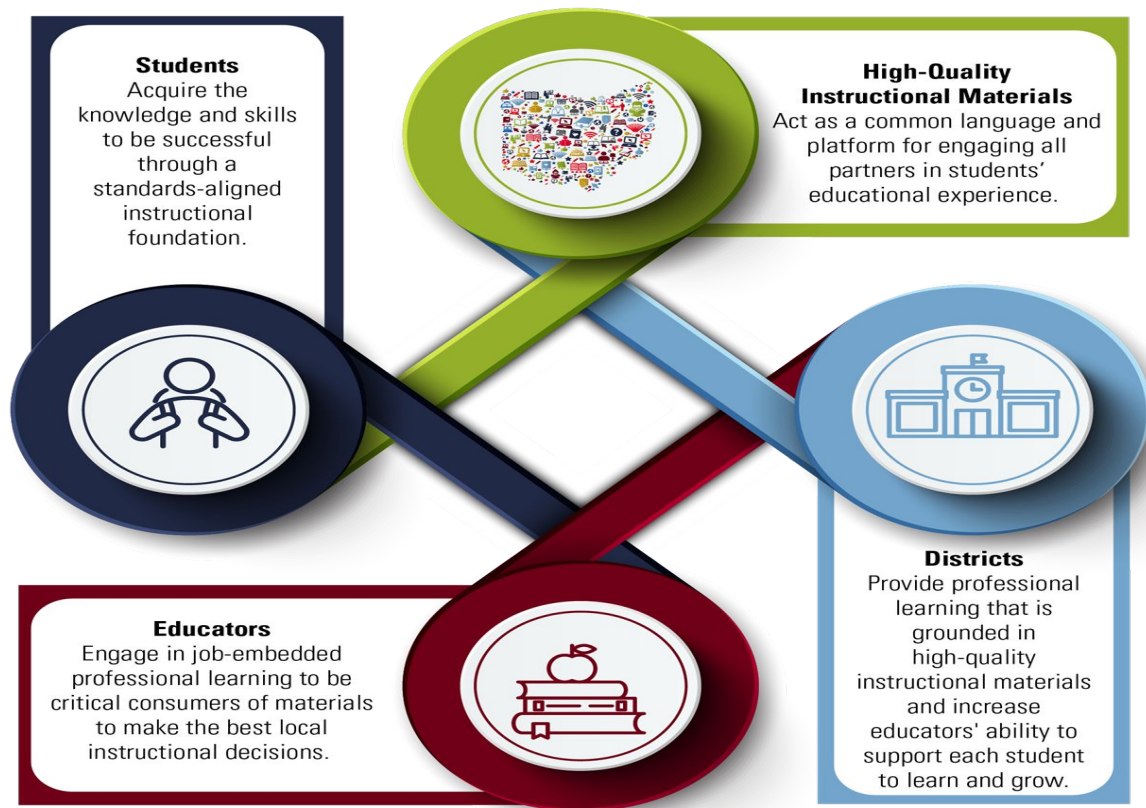 Students
Acquire the
knowledge and skills
to be successful
through a
standards-aligned
instructional
foundation.
High-Quality
Instructional Materials
Act as a common language and
platform for engaging all
partners in students’
educational experience.
Educators
Engage in job-embedded
professional learning to be
critical consumers of materials
to make the best local
instructional decisions.
Districts
Provide professional
learning that is
grounded in
high-quality
instructional materials
and increase
educators' ability to
support each student
to learn and grow.